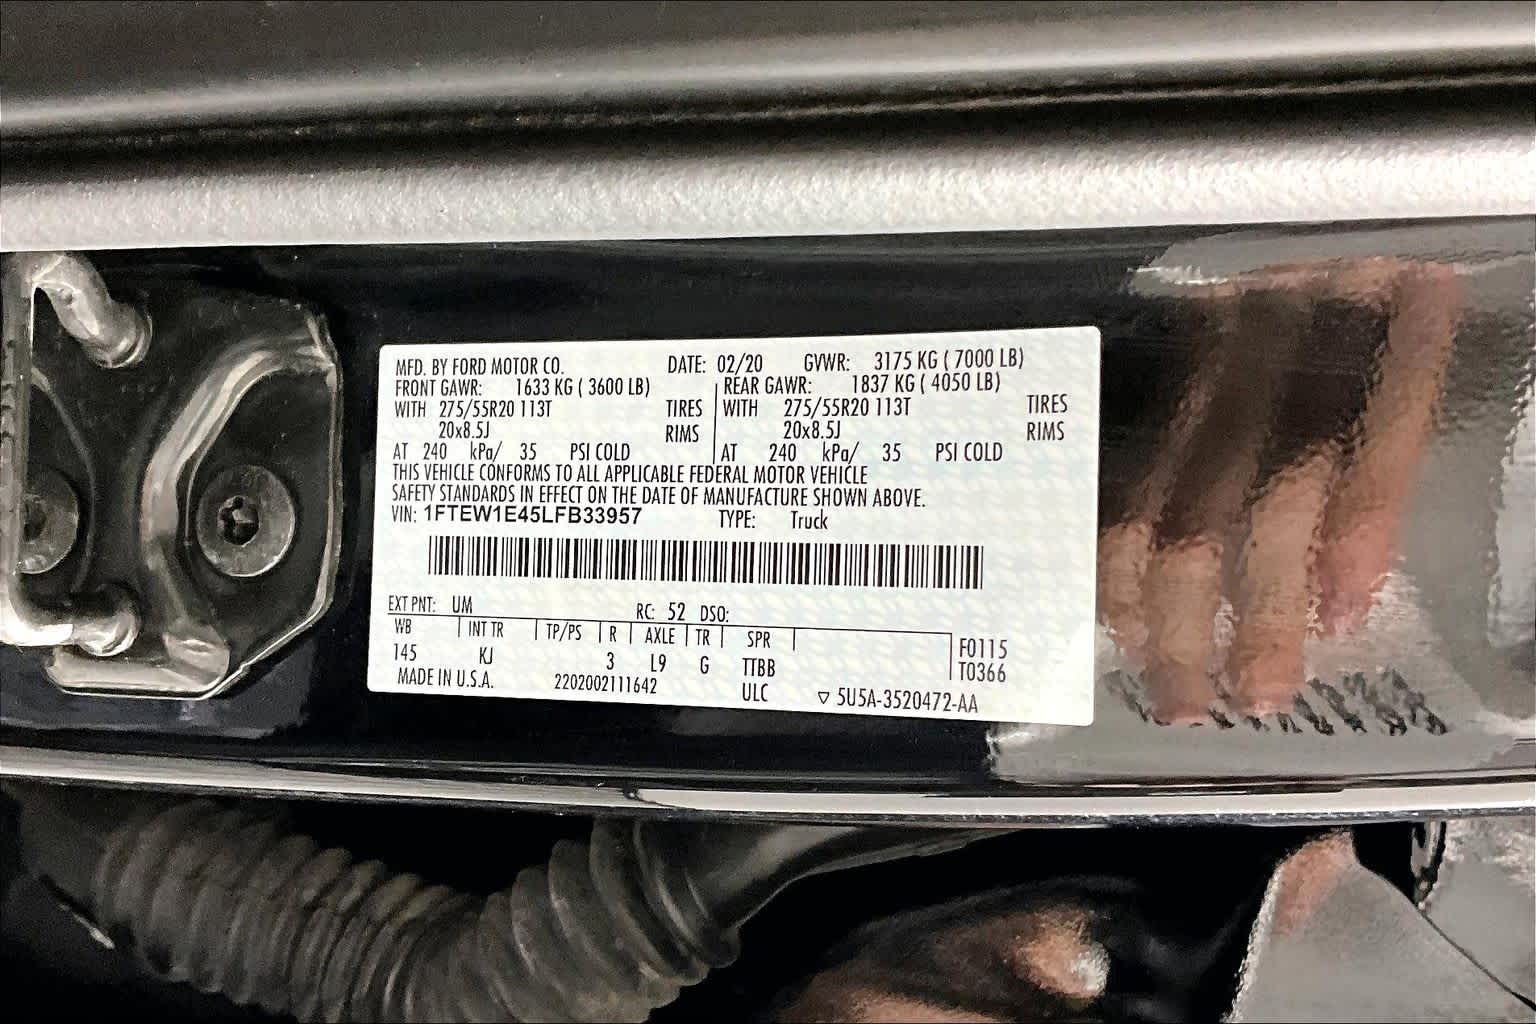 MFD. BY FORD MOTOR CO. DATE: 02/20 GVWR: 3175 KG ( 7000 LB)
FRONT GAWR: 1633 KG ( 3600 LB) REAR GAWR: 1837 KG ( 4050 LB)
WITH 275/55R20 113T TIRES WITH 275/55R20 113T TIRES
20x8.5J RIMS 20x8.5J RIMS
AT 240 kPa/ 35 PSI COLD AT 240 kPa/ 35 PSI COLD
THIS VEHICLE CONFORMS TO ALL APPLICABLE FEDERAL MOTOR VEHICLE
SAFETY STANDARDS IN EFFECT ON THE DATE OF MANUFACTURE SHOWN ABOVE.
VIN: 1FTEW1E45LFB33957 TYPE: Truck
EXT PNT: UM RC: 52 DSO:
WB INT TR TP/PS R AXLE TR SPR F0115
145 KJ 3 L9 G TTBB T0366
MADE IN U.S.A. 2202002111642 ULC ▽ 5U5A-3520472-AA